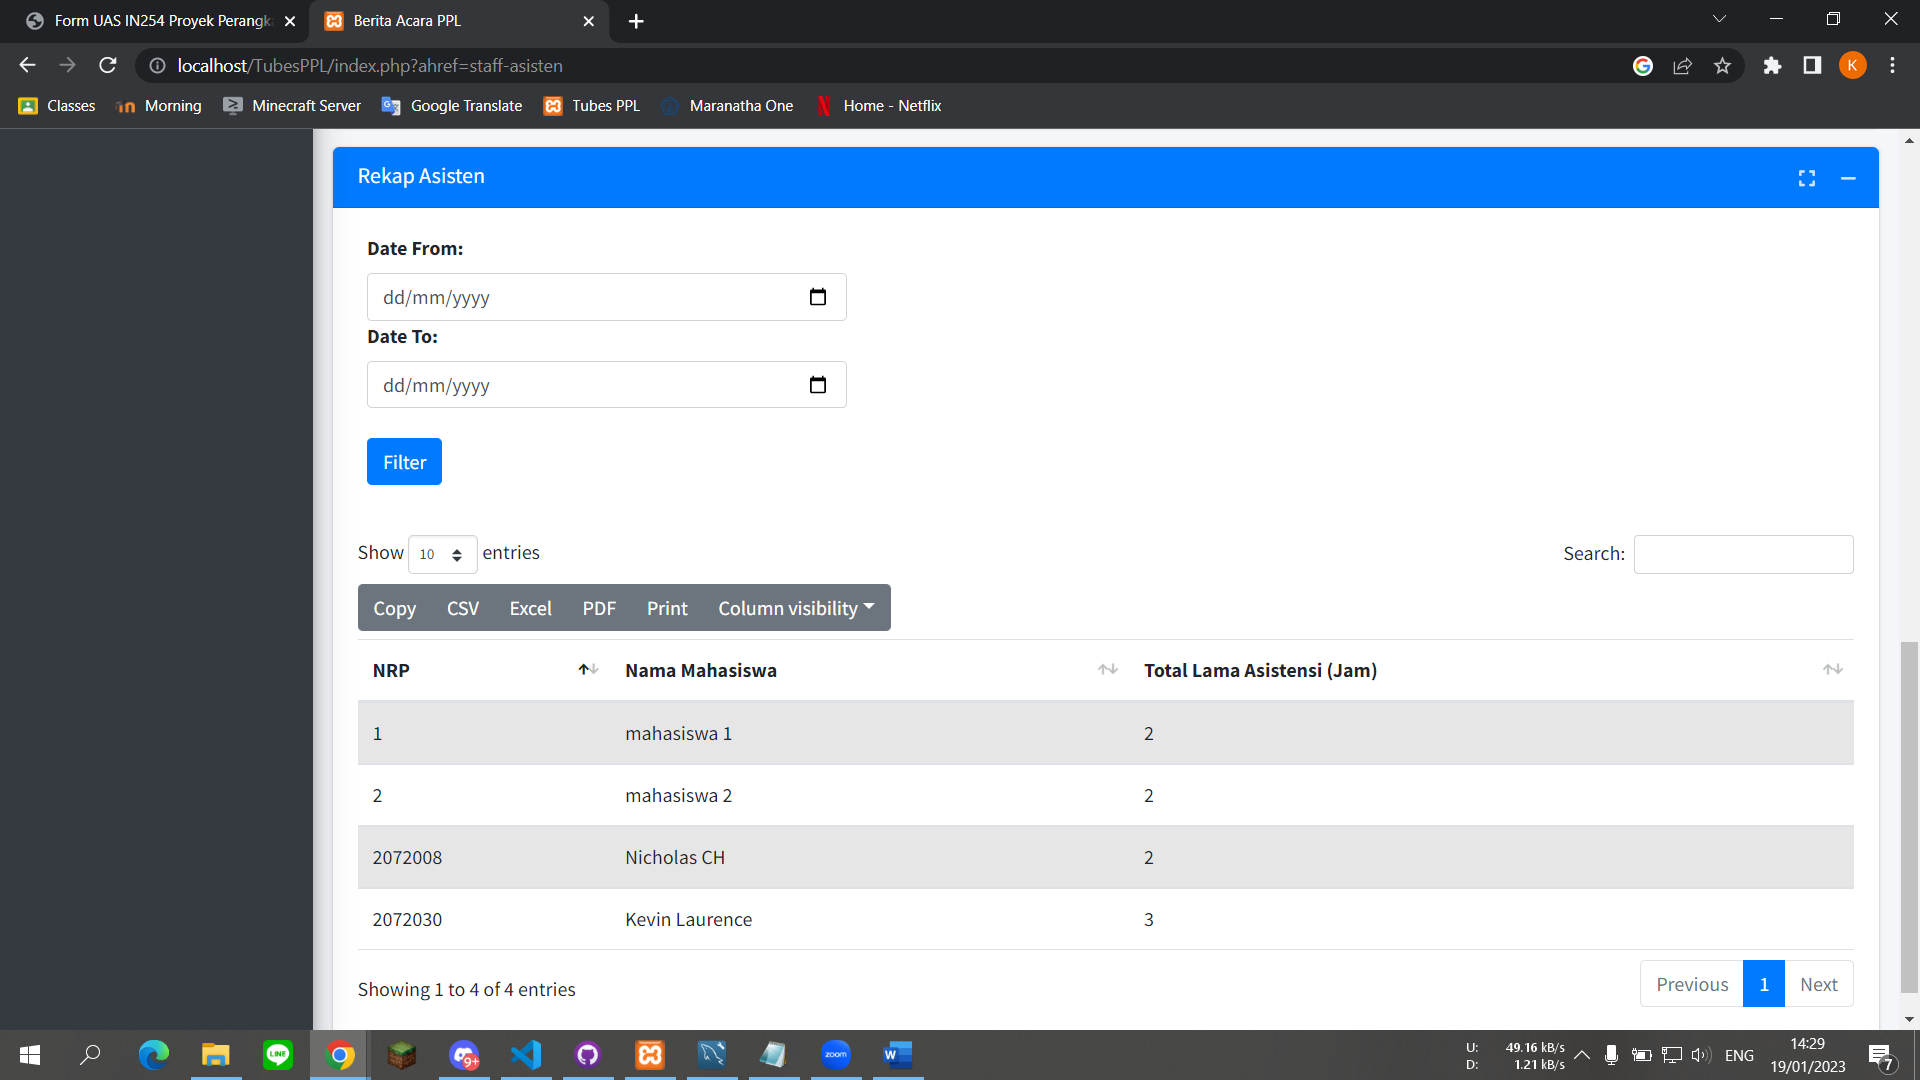 Form UAS IN254 Proyek Perangka
Berita Acara PPL
localhost/TubesPPL/index.php?ahref=staff-asisten
K
Classes
Morning
Minecraft Server
Google Translate
Tubes PPL
Maranatha One
Home - Netflix
Rekap Asisten
Date From:
dd/mm/yyyy
Date To:
dd/mm/yyyy
Filter
Show 10 entries
Search:
Copy CSV Excel PDF Print Column visibility
NRP Nama Mahasiswa Total Lama Asistensi (Jam)
1 mahasiswa 1 2
2 mahasiswa 2 2
2072008 Nicholas CH 2
2072030 Kevin Laurence 3
Showing 1 to 4 of 4 entries
Previous 1 Next
LINE
9+
zoom
W
U: 49.16 kB/s
D: 1.21 kB/s
ENG
14:29
19/01/2023
7